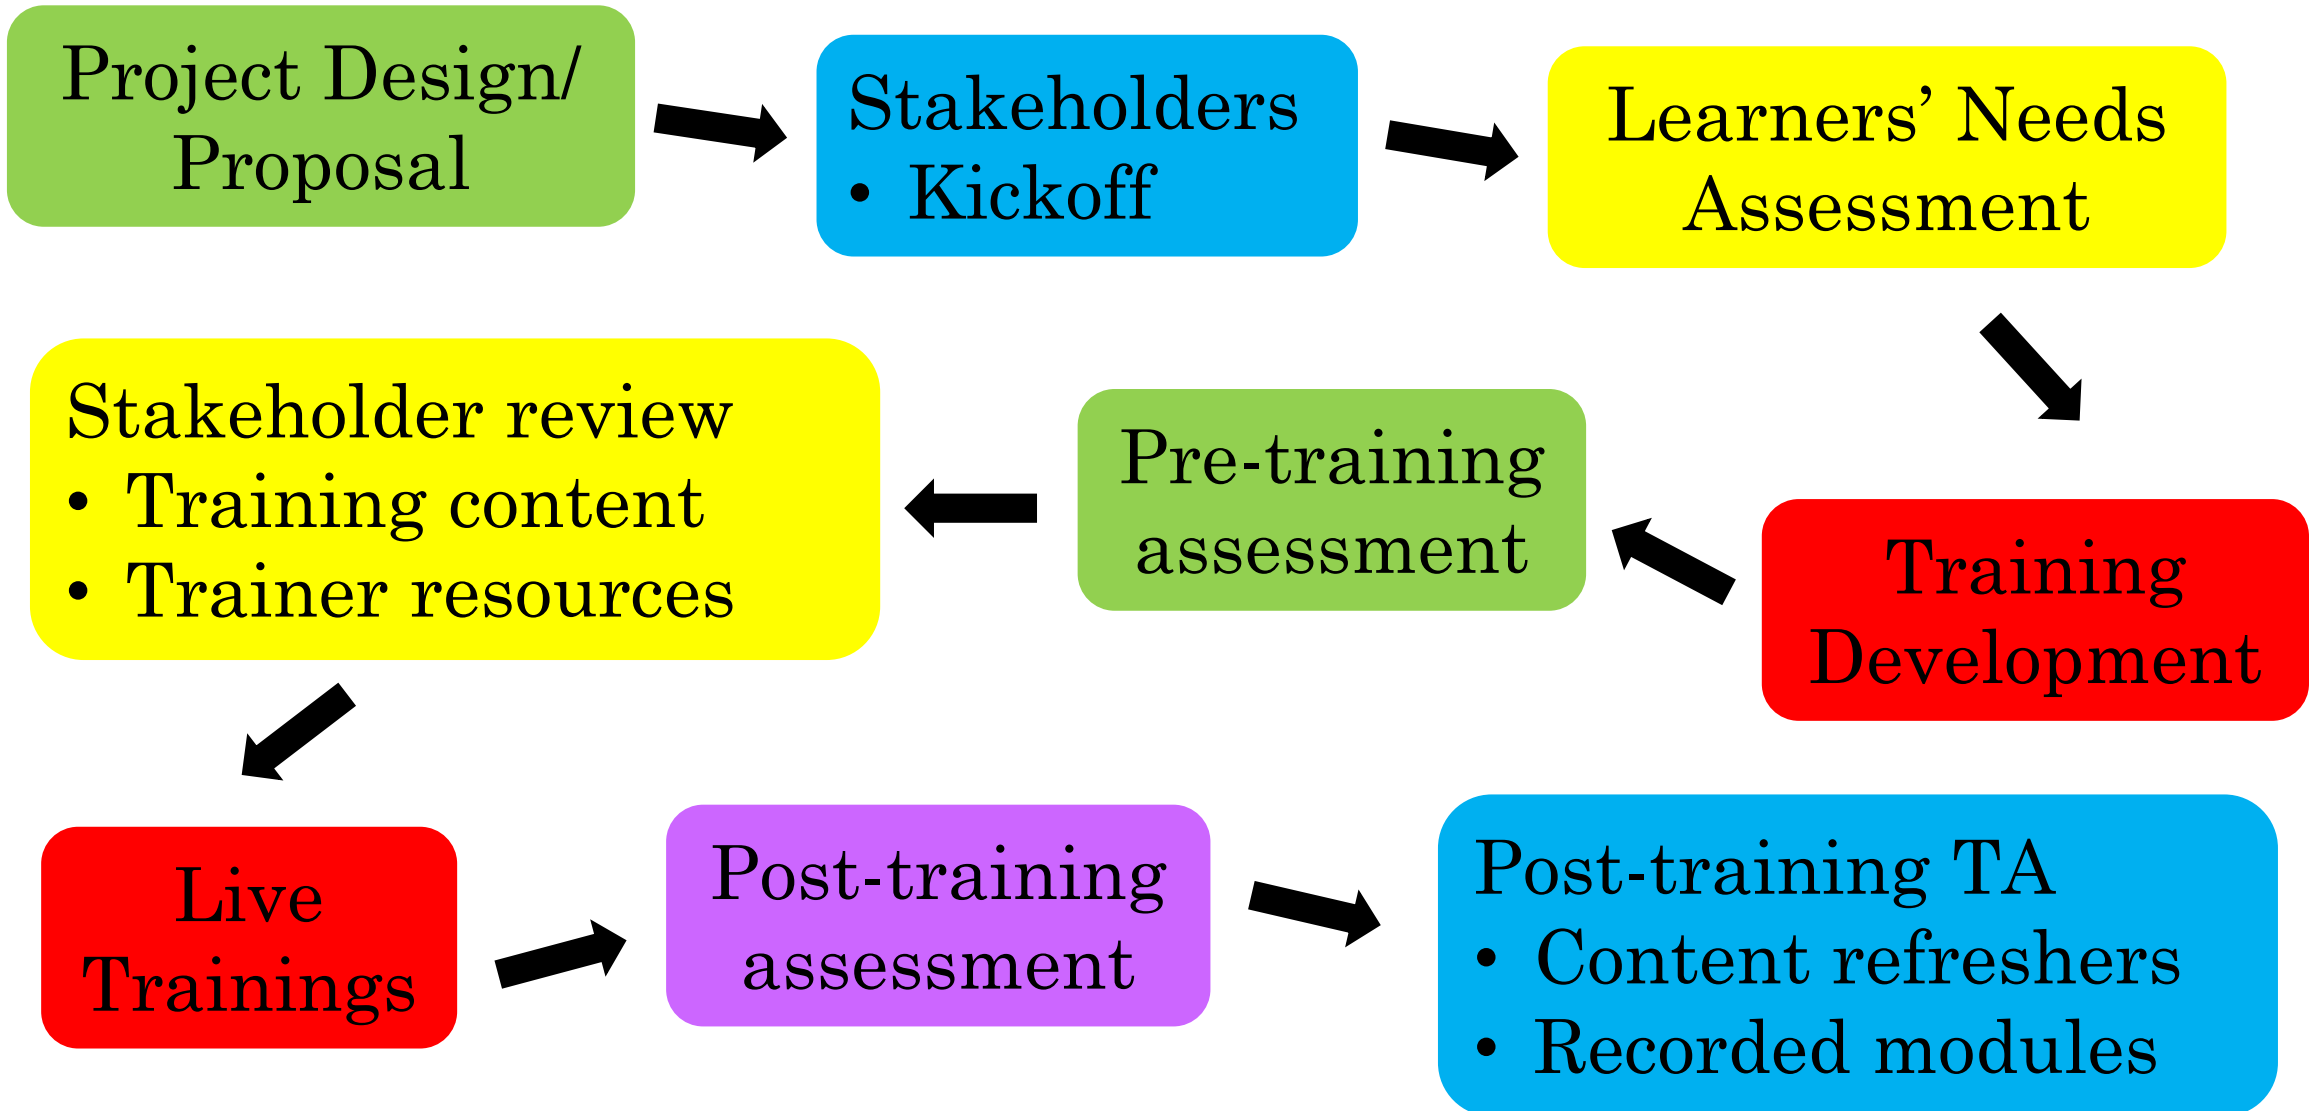 Project Design/
Proposal
Stakeholders
• Kickoff
Learners’ Needs
Assessment
Training
Development
Pre-training
assessment
Stakeholder review
• Training content
• Trainer resources
Live
Trainings
Post-training
assessment
Post-training TA
• Content refreshers
• Recorded modules